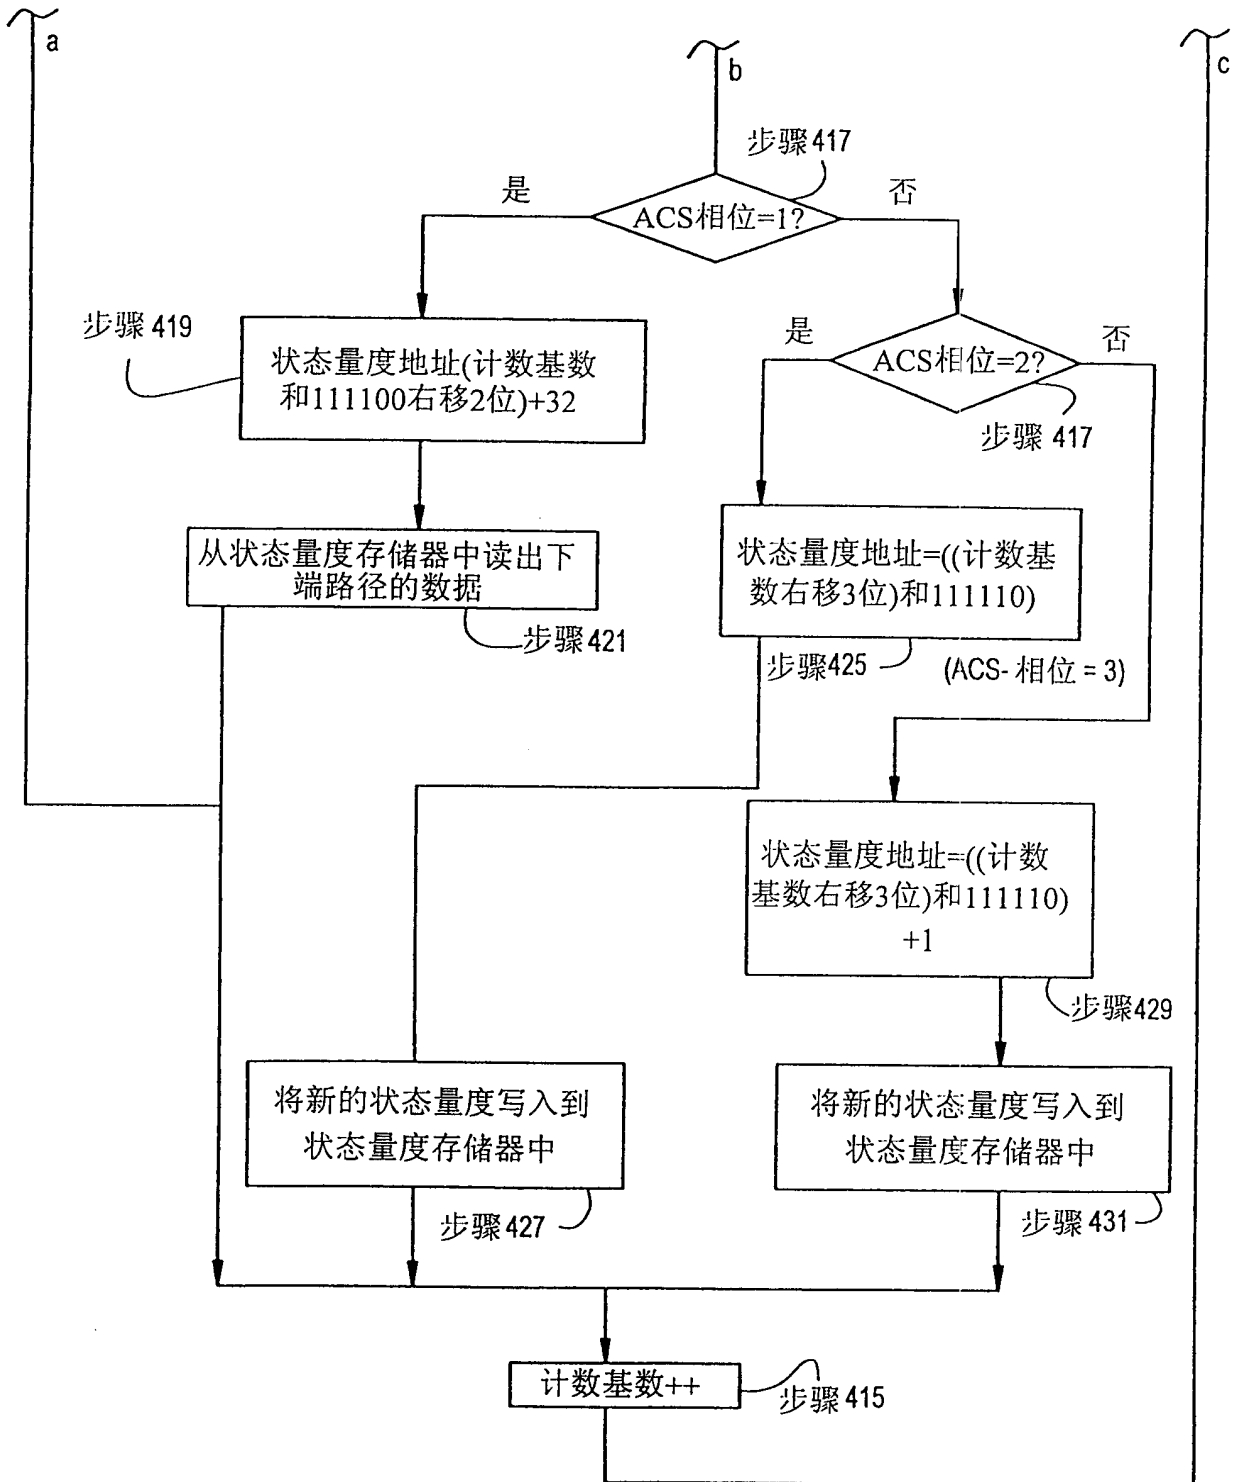 a
b
c
步骤417
是
否
ACS相位=1?
步骤419
状态量度地址(计数基数
和111100右移2位)+32
是
否
ACS相位=2?
步骤 417
从状态量度存储器中读出下
端路径的数据
步骤421
状态量度地址=((计数基
数右移3位)和111110)
步骤425
(ACS-相位 = 3)
状态量度地址=((计数
基数右移3位)和111110)
+1
步骤429
将新的状态量度写入到
状态量度存储器中
步骤427
将新的状态量度写入到
状态量度存储器中
步骤431
计数基数++
步骤415